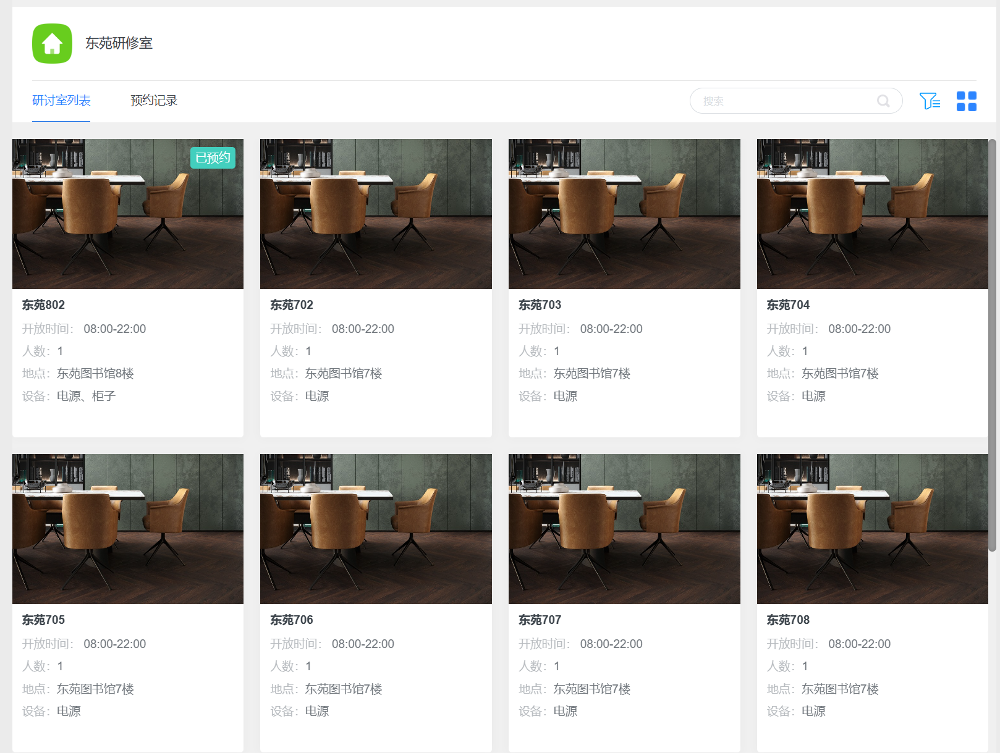 东苑研修室
研讨室列表
预约记录
搜索
已预约
东苑802
开放时间： 08:00-22:00
人数：1
地点：东苑图书馆8楼
设备：电源、柜子
东苑702
开放时间： 08:00-22:00
人数：1
地点：东苑图书馆7楼
设备：电源
东苑703
开放时间： 08:00-22:00
人数：1
地点：东苑图书馆7楼
设备：电源
东苑704
开放时间： 08:00-22:00
人数：1
地点：东苑图书馆7楼
设备：电源
东苑705
开放时间： 08:00-22:00
人数：1
地点：东苑图书馆7楼
设备：电源
东苑706
开放时间： 08:00-22:00
人数：1
地点：东苑图书馆7楼
设备：电源
东苑707
开放时间： 08:00-22:00
人数：1
地点：东苑图书馆7楼
设备：电源
东苑708
开放时间： 08:00-22:00
人数：1
地点：东苑图书馆7楼
设备：电源